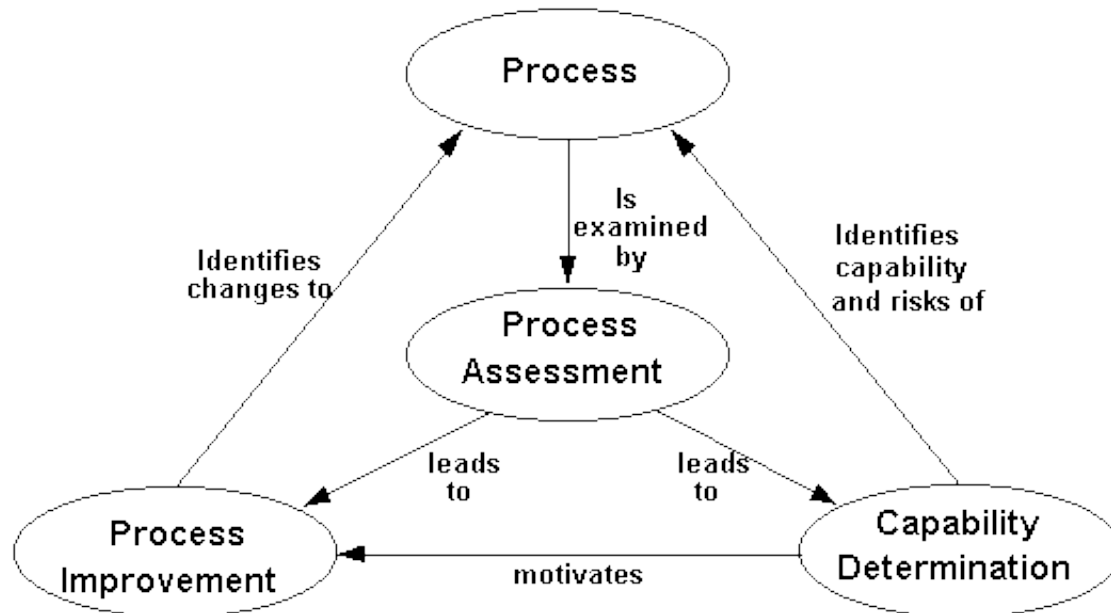 Process
Is
examined
by
Identifies
changes to
Identifies
capability
and risks of
Process
Assessment
leads
to
leads
to
Process
Improvement
motivates
Capability
Determination